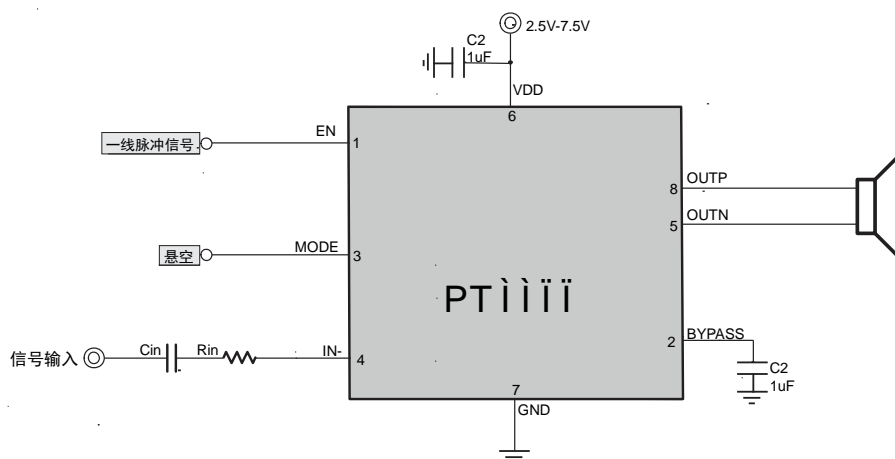 2.5V-7.5V
C2
1uF
VDD
6
一线脉冲信号
EN
1
OUTP
8
OUTN
5
悬空
MODE
3
PTÌÌÏÏ
BYPASS
2
信号输入
Cin
Rin
IN-
4
C2
1uF
7
GND